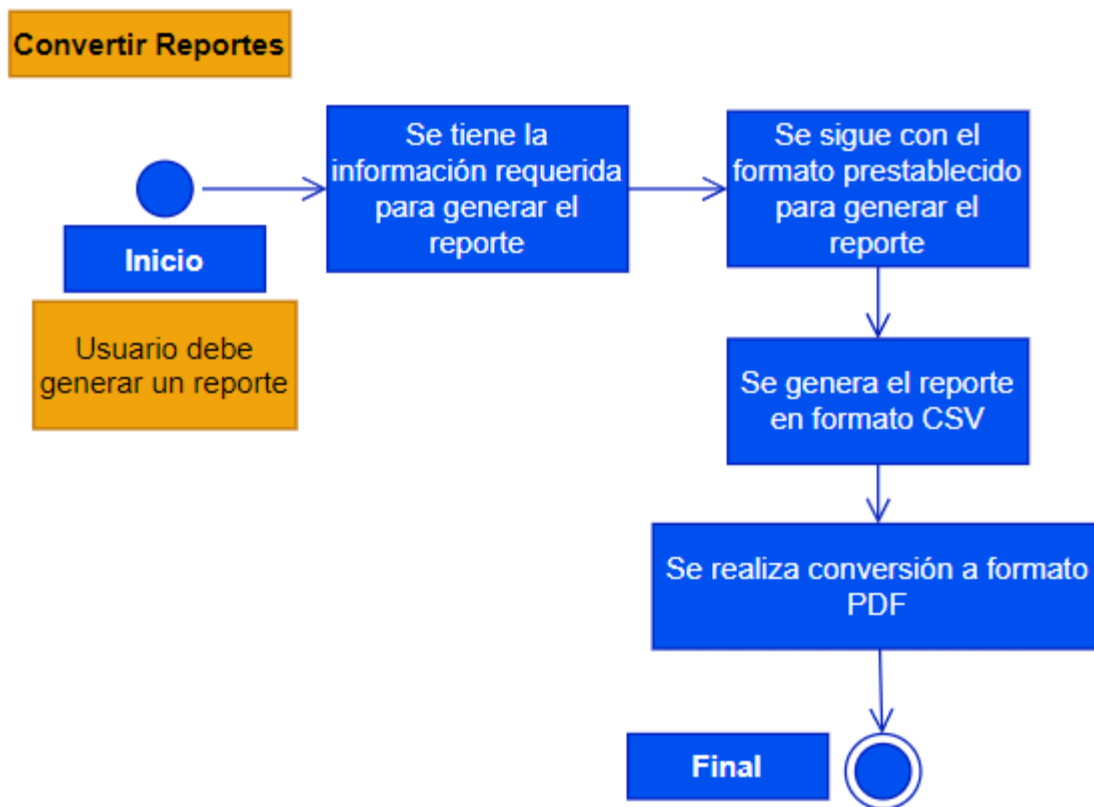 Convertir Reportes
Se tiene la
información requerida
para generar el
reporte
Se sigue con el
formato prestablecido
para generar el
reporte
Inicio
Usuario debe
generar un reporte
Se genera el reporte
en formato CSV
Se realiza conversión a formato
PDF
Final